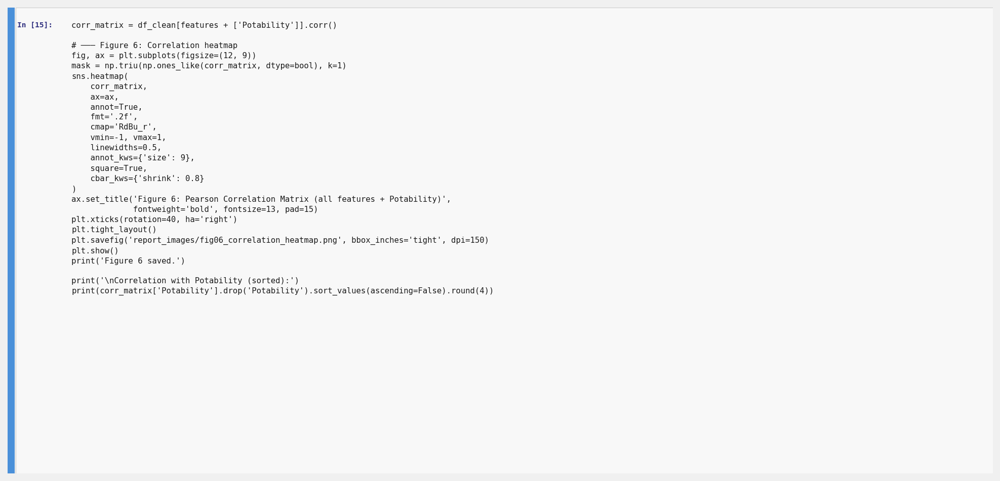 In [15]: corr_matrix = df_clean[features + ['Potability']].corr()

# ─── Figure 6: Correlation heatmap
fig, ax = plt.subplots(figsize=(12, 9))
mask = np.triu(np.ones_like(corr_matrix, dtype=bool), k=1)
sns.heatmap(
    corr_matrix,
    ax=ax,
    annot=True,
    fmt='.2f',
    cmap='RdBu_r',
    vmin=-1, vmax=1,
    linewidths=0.5,
    annot_kws={'size': 9},
    square=True,
    cbar_kws={'shrink': 0.8}
)
ax.set_title('Figure 6: Pearson Correlation Matrix (all features + Potability)',
             fontweight='bold', fontsize=13, pad=15)
plt.xticks(rotation=40, ha='right')
plt.tight_layout()
plt.savefig('report_images/fig06_correlation_heatmap.png', bbox_inches='tight', dpi=150)
plt.show()
print('Figure 6 saved.')

print('\nCorrelation with Potability (sorted):')
print(corr_matrix['Potability'].drop('Potability').sort_values(ascending=False).round(4))